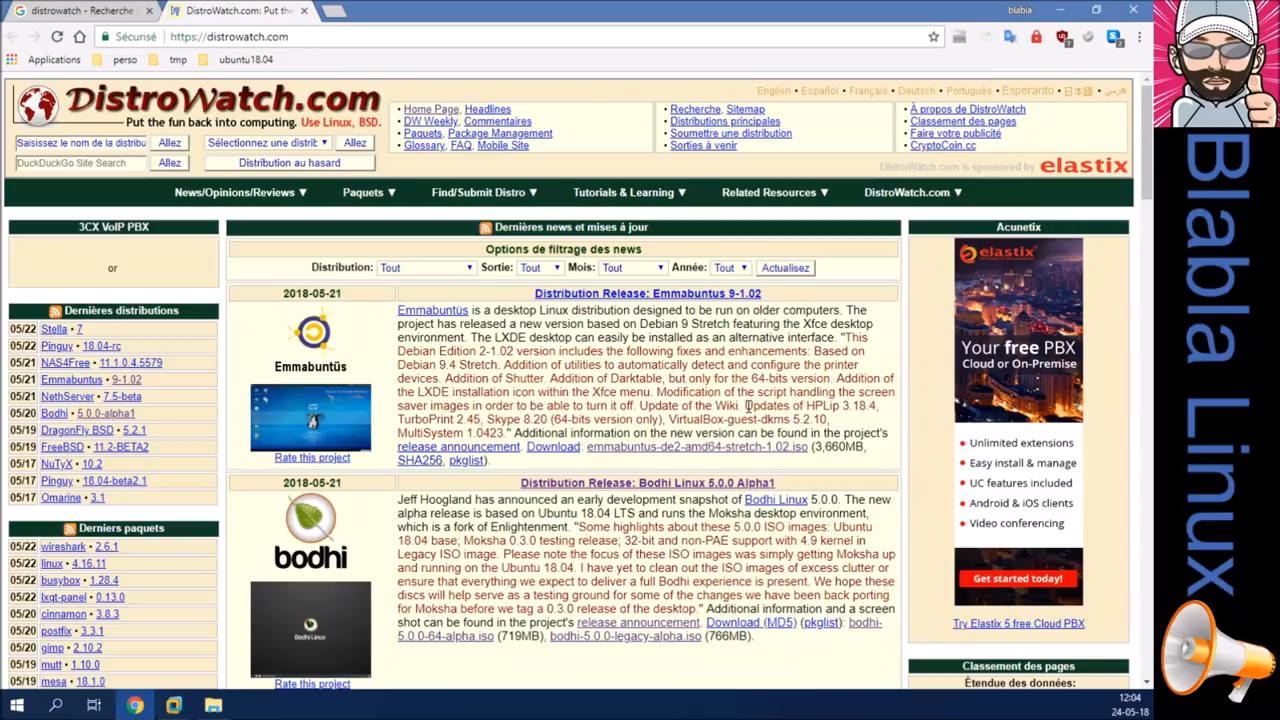 distrowatch - Recherche
DistroWatch.com: Put the
blabia
Sécurisé
https://distrowatch.com
Applications
perso
tmp
ubuntu18.04
DistroWatch.com
Put the fun back into computing. Use Linux, BSD.
English • Español • Français • Deutsch • Português • Esperanto • 日本語 • فارسی
• Home Page, Headlines
• DW Weekly, Commentaires
• Paquets, Package Management
• Glossary, FAQ, Mobile Site
• Recherche, Sitemap
• Distributions principales
• Soumettre une distribution
• Sorties à venir
• À propos de DistroWatch
• Classement des pages
• Faire votre publicité
• CryptoCoin.cc
Saisissez le nom de la distribu
Allez
Sélectionnez une distrib
Allez
DuckDuckGo Site Search
Allez
Distribution au hasard
DistroWatch.com is sponsored by elastix
News/Opinions/Reviews ▼
Paquets ▼
Find/Submit Distro ▼
Tutorials & Learning ▼
Related Resources ▼
DistroWatch.com ▼
3CX VoIP PBX
or
Dernières distributions
05/22 Stella • 7
05/22 Pinguy • 18.04-rc
05/21 NAS4Free • 11.1.0.4.5579
05/21 Emmabuntus • 9-1.02
05/21 NethServer • 7.5-beta
05/20 Bodhi • 5.0.0-alpha1
05/19 DragonFly BSD • 5.2.1
05/19 FreeBSD • 11.2-BETA2
05/17 NuTyX • 10.2
05/17 Pinguy • 18.04-beta2.1
05/17 Omarine • 3.1
Derniers paquets
05/22 wireshark • 2.6.1
05/22 linux • 4.16.11
05/22 busybox • 1.28.4
05/22 lxqt-panel • 0.13.0
05/20 cinnamon • 3.8.3
05/20 postfix • 3.3.1
05/20 gimp • 2.10.2
05/19 mutt • 1.10.0
05/19 mesa • 18.1.0
Dernières news et mises à jour
Options de filtrage des news
Distribution: Tout
Sortie: Tout
Mois: Tout
Année: Tout
Actualisez
2018-05-21
Distribution Release: Emmabuntus 9-1.02
Emmabuntüs
Rate this project
Emmabuntüs is a desktop Linux distribution designed to be run on older computers. The
project has released a new version based on Debian 9 Stretch featuring the Xfce desktop
environment. The LXDE desktop can easily be installed as an alternative interface. "This
Debian Edition 2-1.02 version includes the following fixes and enhancements: Based on
Debian 9.4 Stretch. Addition of utilities to automatically detect and configure the printer
devices. Addition of Shutter. Addition of Darktable, but only for the 64-bits version. Addition of
the LXDE installation icon within the Xfce menu. Modification of the script handling the screen
saver images in order to be able to turn it off. Update of the Wiki. Updates of HPLip 3.18.4,
TurboPrint 2.45, Skype 8.20 (64-bits version only), VirtualBox-guest-dkms 5.2.10,
MultiSystem 1.0423." Additional information on the new version can be found in the project's
release announcement. Download: emmabuntus-de2-amd64-stretch-1.02.iso (3,660MB,
SHA256, pkglist).
2018-05-21
Distribution Release: Bodhi Linux 5.0.0 Alpha1
bodhi
Bodhi Linux
Rate this project
Jeff Hoogland has announced an early development snapshot of Bodhi Linux 5.0.0. The new
alpha release is based on Ubuntu 18.04 LTS and runs the Moksha desktop environment,
which is a fork of Enlightenment. "Some highlights about these 5.0.0 ISO images: Ubuntu
18.04 base; Moksha 0.3.0 testing release; 32-bit and non-PAE support with 4.9 kernel in
Legacy ISO image. Please note the focus of these ISO images was simply getting Moksha up
and running on the Ubuntu 18.04. I have yet to clean out the ISO images of excess clutter or
ensure that everything we expect to deliver a full Bodhi experience is present. We hope these
discs will help serve as a testing ground for some of the changes we have been back porting
for Moksha before we tag a 0.3.0 release of the desktop." Additional information and a screen
shot can be found in the project's release announcement. Download (MD5) (pkglist): bodhi-
5.0.0-64-alpha.iso (719MB), bodhi-5.0.0-legacy-alpha.iso (766MB).
Acunetix
elastix
Your free PBX
Cloud or On-Premise
• Unlimited extensions
• Easy install & manage
• UC features included
• Android & iOS clients
• Video conferencing
Get started today!
Try Elastix 5 free Cloud PBX
Classement des pages
Étendue des données:
Blabla Linux
12:04
24-05-18